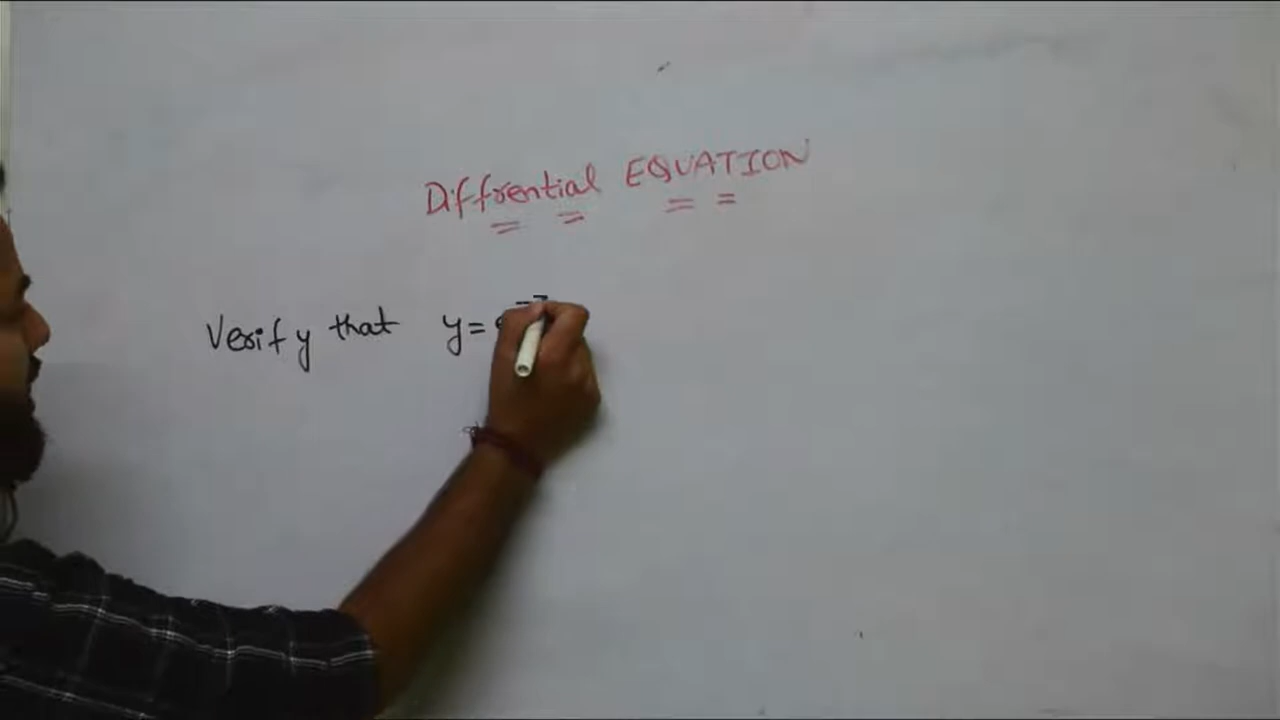 Diffrential EQUATION
Verify that y=